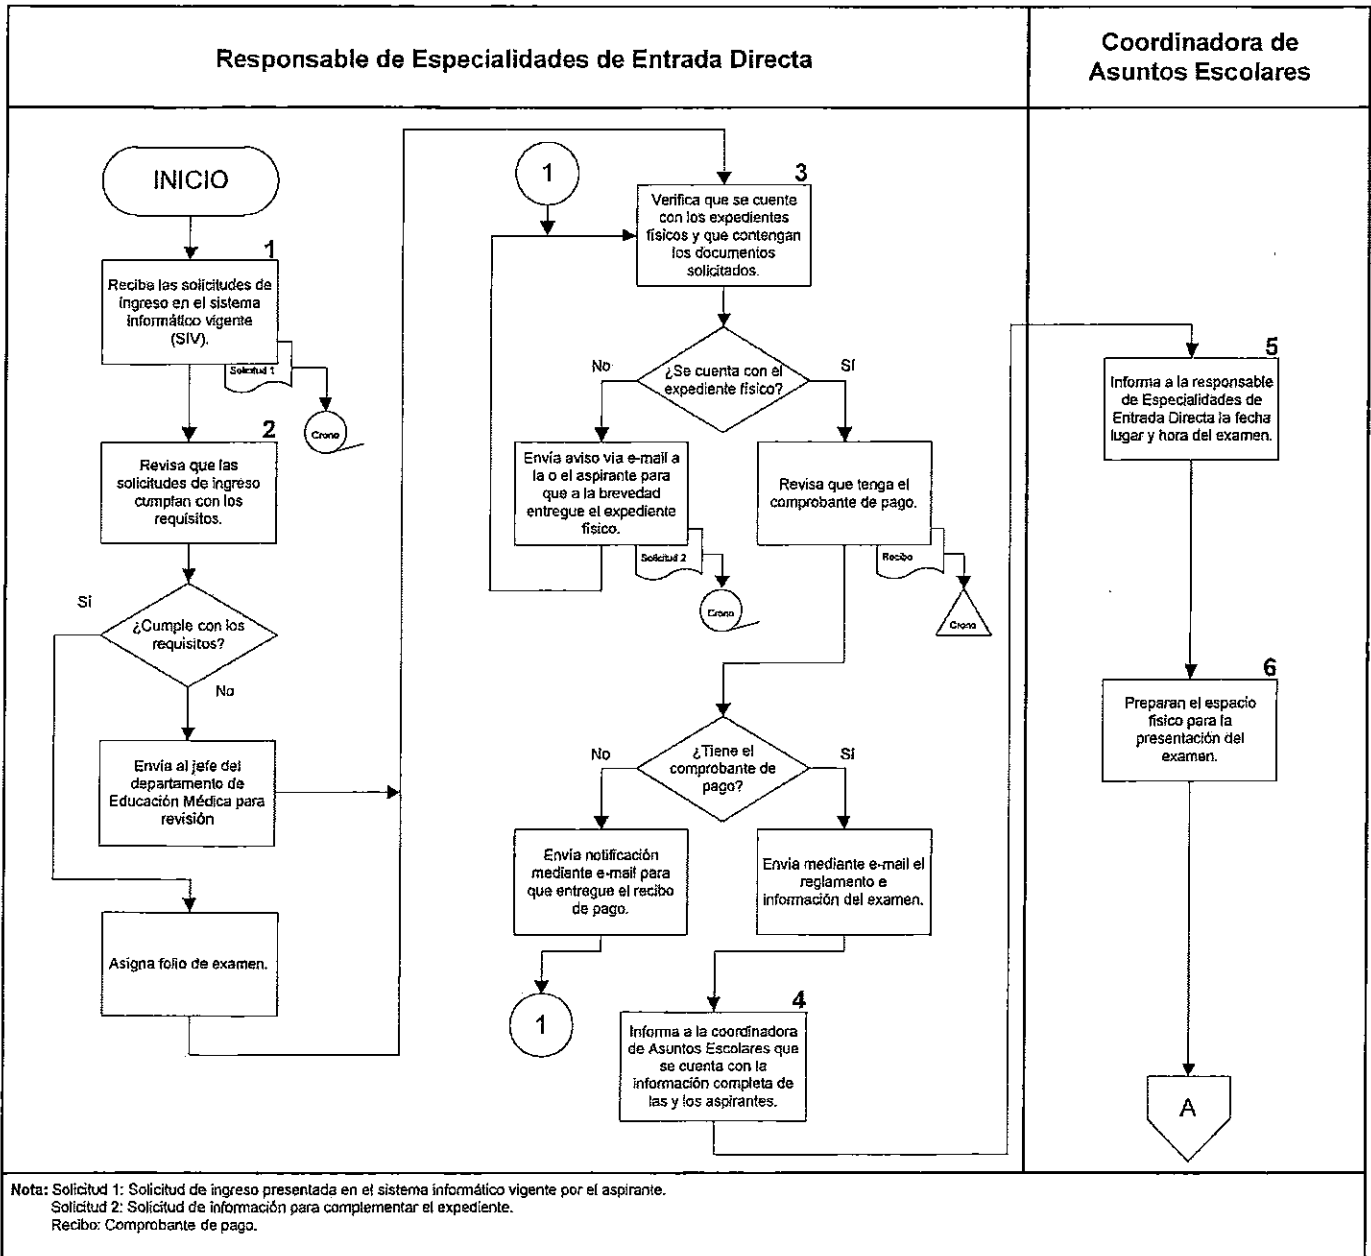 Responsable de Especialidades de Entrada Directa
Coordinadora de
Asuntos Escolares
INICIO
1
Recibe las solicitudes de
ingreso en el sistema
informático vigente
(SIV).
Solicitud 1
Crono
2
Revisa que las
solicitudes de ingreso
cumplan con los
requisitos.
¿Cumple con los
requisitos?
Sí
No
Envía al jefe del
departamento de
Educación Médica para
revisión
Asigna folio de examen.
1
3
Verifica que se cuente
con los expedientes
físicos y que contengan
los documentos
solicitados.
¿Se cuenta con el
expediente físico?
No
Sí
Envía aviso via e-mail a
la o el aspirante para
que a la brevedad
entregue el expediente
físico.
Solicitud 2
Crono
Revisa que tenga el
comprobante de pago.
Recibo
Crono
¿Tiene el
comprobante de
pago?
No
Sí
Envía notificación
mediante e-mail para
que entregue el recibo
de pago.
1
Envía mediante e-mail el
reglamento e
información del examen.
4
Informa a la coordinadora
de Asuntos Escolares que
se cuenta con la
información completa de
las y los aspirantes.
5
Informa a la responsable
de Especialidades de
Entrada Directa la fecha
lugar y hora del examen.
6
Preparan el espacio
físico para la
presentación del
examen.
A
Nota: Solicitud 1: Solicitud de ingreso presentada en el sistema informático vigente por el aspirante.
Solicitud 2: Solicitud de información para complementar el expediente.
Recibo: Comprobante de pago.